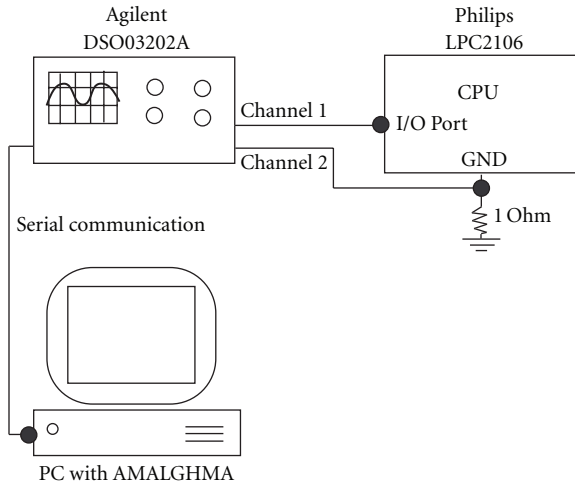 Agilent
DSO03202A
Philips
LPC2106
CPU
Channel 1
I/O Port
Channel 2
GND
1 Ohm
Serial communication
PC with AMALGHMA